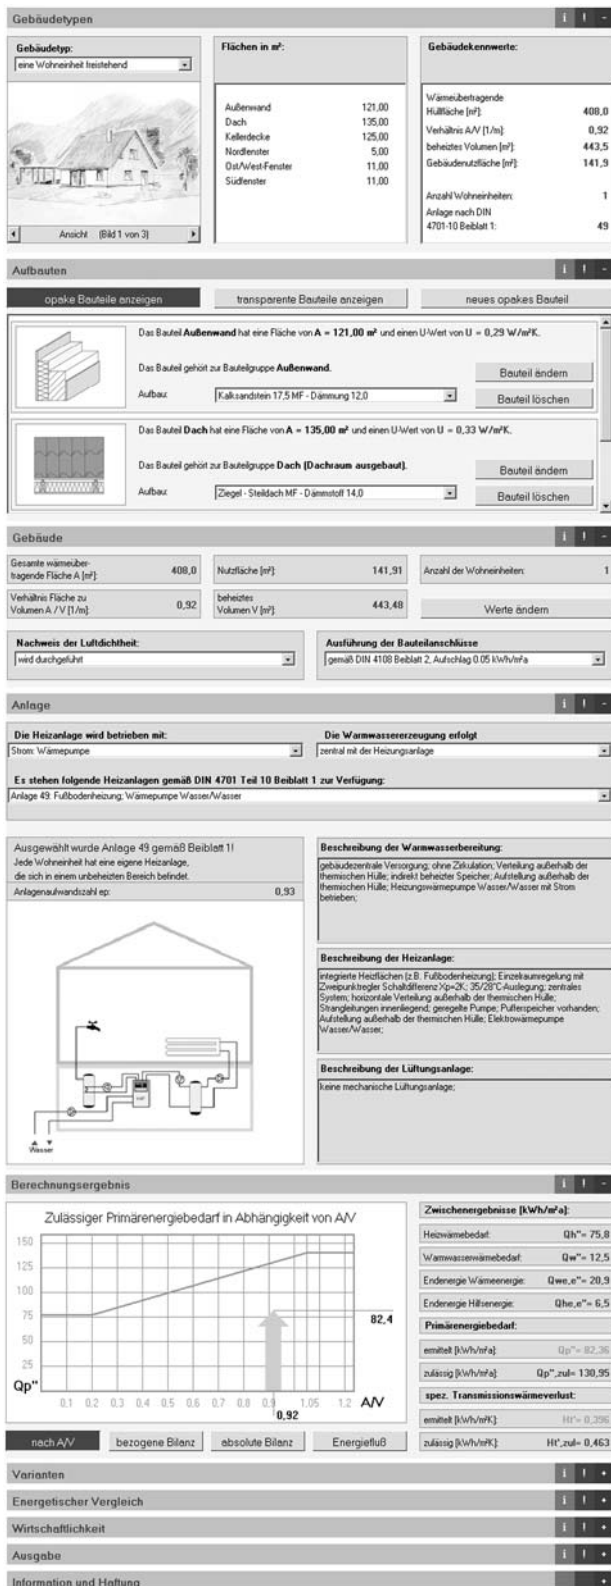 Gebäudetypen i ! -
Gebäudetyp:
eine Wohneinheit freistehend
Ansicht (Bild 1 von 3)
Flächen in m²:
Außenwand 121,00
Dach 135,00
Kellerdecke 125,00
Nordfenster 5,00
Ost/West-Fenster 11,00
Südfenster 11,00
Gebäudekennwerte:
Wärmeübertragende
Hüllfläche [m²]: 408,0
Verhältnis A/V [1/m]: 0,92
beheiztes Volumen [m³]: 443,5
Gebäudenutzfläche [m²]: 141,9
Anzahl Wohneinheiten: 1
Anlage nach DIN
4701-10 Beiblatt 1: 49
Aufbauten i ! -
opake Bauteile anzeigen
transparente Bauteile anzeigen
neues opakes Bauteil
Das Bauteil Außenwand hat eine Fläche von A = 121,00 m² und einen U-Wert von U = 0,29 W/m²K.
Das Bauteil gehört zur Bauteilgruppe Außenwand.
Bauteil ändern
Aufbau: Kalksandstein 17,5 MF - Dämmung 12,0
Bauteil löschen
Das Bauteil Dach hat eine Fläche von A = 135,00 m² und einen U-Wert von U = 0,33 W/m²K.
Das Bauteil gehört zur Bauteilgruppe Dach (Dachraum ausgebaut).
Bauteil ändern
Aufbau: Ziegel - Steildach MF - Dämmstoff 14,0
Bauteil löschen
Gebäude i ! -
Gesamte wärmeüber-
tragende Fläche A [m²]: 408,0
Nutzfläche [m²]: 141,91
Anzahl der Wohneinheiten: 1
Verhältnis Fläche zu
Volumen A / V [1/m]: 0,92
beheiztes
Volumen V [m³]: 443,48
Werte ändern
Nachweis der Luftdichtheit:
wird durchgeführt
Ausführung der Bauteilanschlüsse
gemäß DIN 4108 Beiblatt 2, Aufschlag 0.05 kWh/m²a
Anlage i ! -
Die Heizanlage wird betrieben mit:
Strom: Wärmepumpe
Die Warmwassererzeugung erfolgt
zentral mit der Heizungsanlage
Es stehen folgende Heizanlagen gemäß DIN 4701 Teil 10 Beiblatt 1 zur Verfügung:
Anlage 49: Fußbodenheizung; Wärmepumpe Wasser/Wasser
Ausgewählt wurde Anlage 49 gemäß Beiblatt 1!
Jede Wohneinheit hat eine eigene Heizanlage,
die sich in einem unbeheizten Bereich befindet.
Anlagenaufwandszahl ep: 0,93
Wasser
Beschreibung der Warmwasserbereitung:
gebäudezentrale Versorgung; ohne Zirkulation; Verteilung außerhalb der
thermischen Hülle; indirekt beheizter Speicher; Aufstellung außerhalb der
thermischen Hülle; Heizungswärmepumpe Wasser/Wasser mit Strom
betrieben;
Beschreibung der Heizanlage:
integrierte Heizflächen (z.B. Fußbodenheizung); Einzelraumregelung mit
Zweipunktregler Schaltdifferenz Xp=2K; 35/28°C-Auslegung; zentrales
System; horizontale Verteilung außerhalb der thermischen Hülle;
Strangleitungen innenliegend; geregelte Pumpe; Pufferspeicher vorhanden;
Aufstellung außerhalb der thermischen Hülle; Elektrowärmepumpe
Wasser/Wasser;
Beschreibung der Lüftungsanlage:
keine mechanische Lüftungsanlage;
Berechnungsergebnis i ! -
Zulässiger Primärenergiebedarf in Abhängigkeit von A/V
150
125
100
75
50
25
Qp"
82,4
0,1 0,2 0,3 0,4 0,5 0,6 0,7 0,8 0,9 1,05 1,2 A/V
0,92
nach A/V
bezogene Bilanz
absolute Bilanz
Energiefluß
Zwischenergebnisse [kWh/m²a]:
Heizwärmebedarf: Qh"= 75,8
Warmwasserwärmebedarf: Qw"= 12,5
Endenergie Wärmeenergie: Qwe,e"= 20,9
Endenergie Hilfsenergie: Qhe,e"= 6,5
Primärenergiebedarf:
ermittelt [kWh/m²a]: Qp"= 82,36
zulässig [kWh/m²a]: Qp",zul= 130,95
spez. Transmissionswärmeverlust:
ermittelt [kWh/m²K]: Ht'= 0,396
zulässig [kWh/m²K]: Ht',zul= 0,463
Varianten i ! +
Energetischer Vergleich i ! +
Wirtschaftlichkeit i ! +
Ausgabe i ! +
Information und Haftung